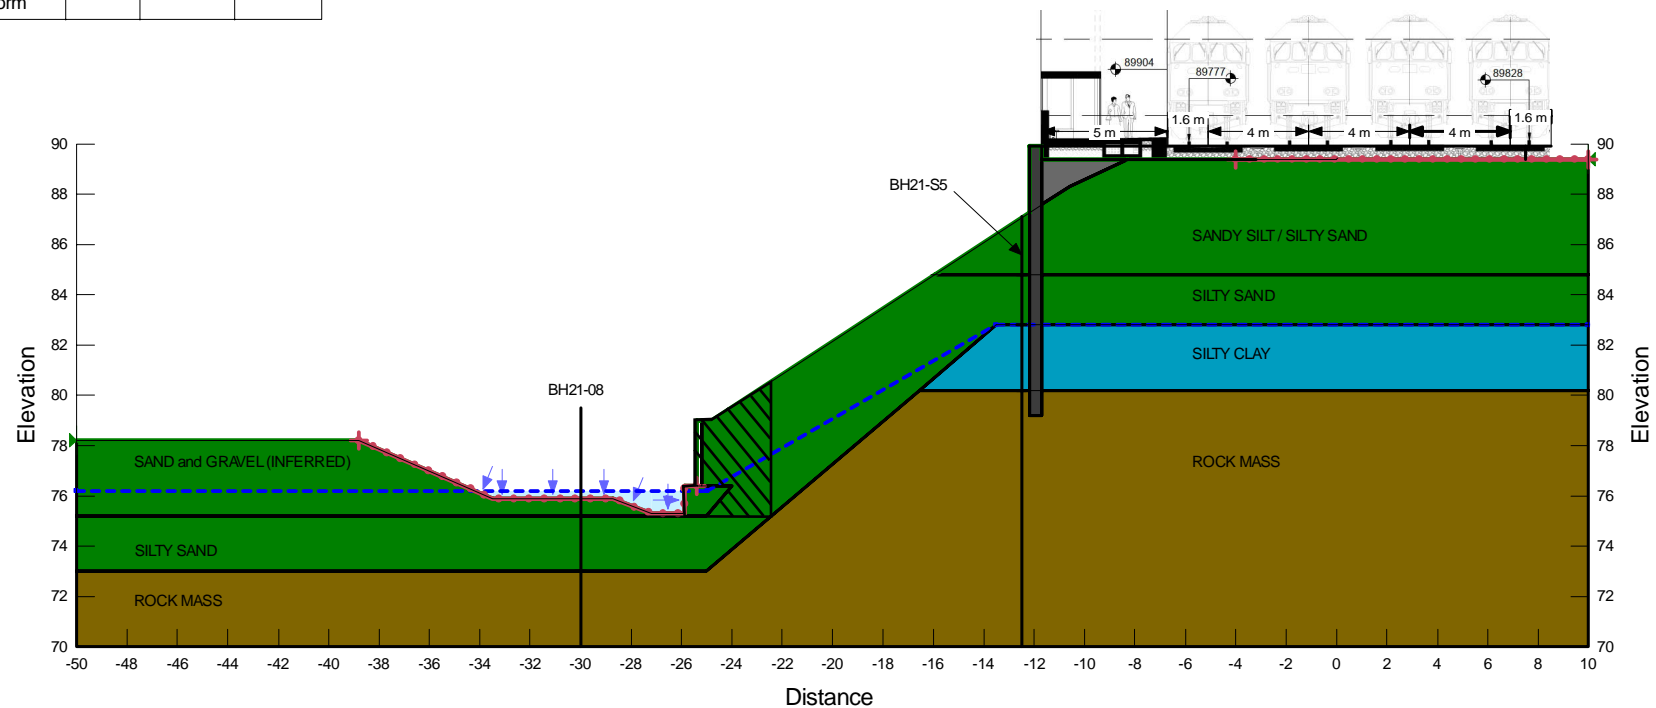 orm
89904
89777
89828
1.6 m
1.6 m
5 m
4 m
4 m
4 m
90
90
BH21-S5
88
88
SANDY SILT / SILTY SAND
86
86
SILTY SAND
84
84
SILTY CLAY
82
82
Elevation
Elevation
BH21-08
80
80
78
78
SAND and GRAVEL (INFERRED)
ROCK MASS
76
76
SILTY SAND
74
74
ROCK MASS
72
72
70
70
-50 -48 -46 -44 -42 -40 -38 -36 -34 -32 -30 -28 -26 -24 -22 -20 -18 -16 -14 -12 -10 -8 -6 -4 -2 0 2 4 6 8 10
Distance